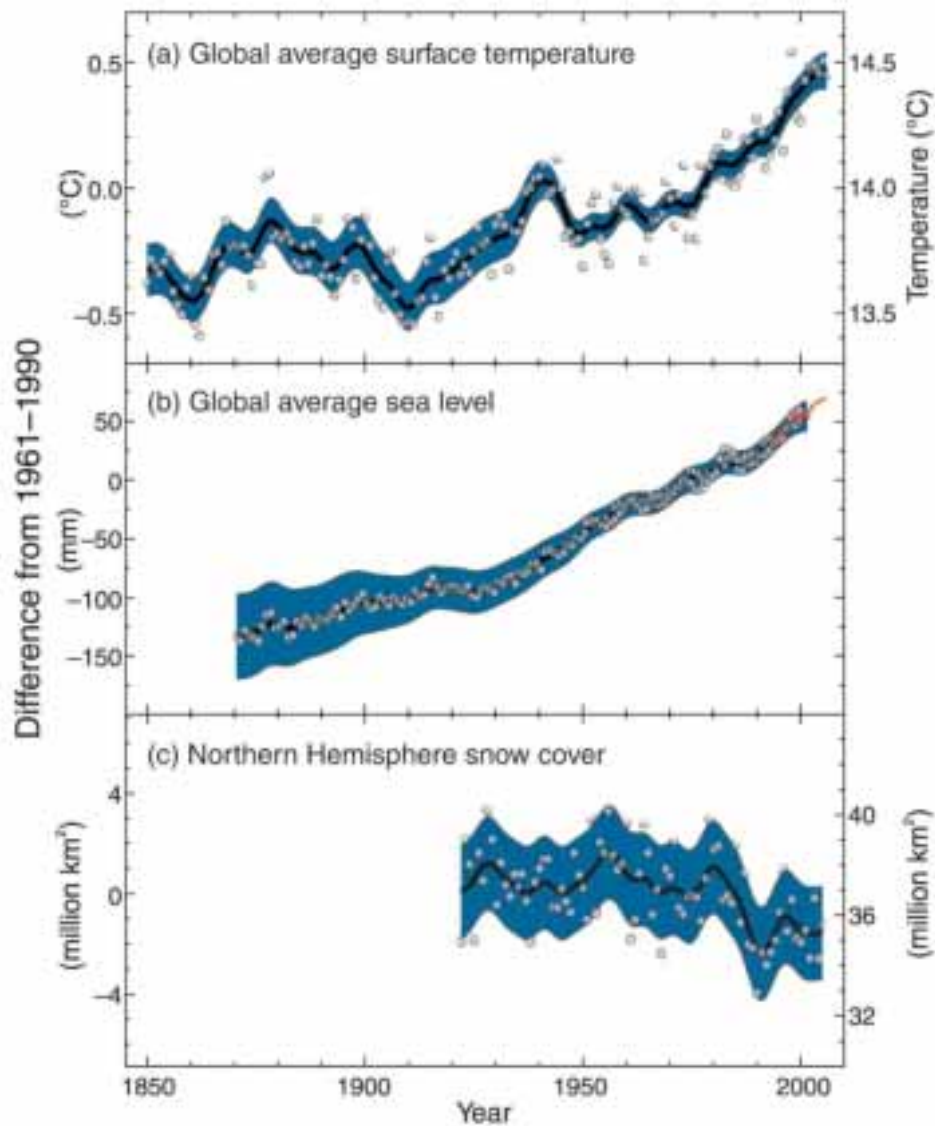 (a) Global average surface temperature
0.5
0.0
−0.5
(°C)
14.5
14.0
13.5
Temperature (°C)
Difference from 1961–1990
(b) Global average sea level
50
0
−50
−100
−150
(mm)
(c) Northern Hemisphere snow cover
4
0
−4
(million km²)
40
36
32
(million km²)
1850
1900
1950
2000
Year